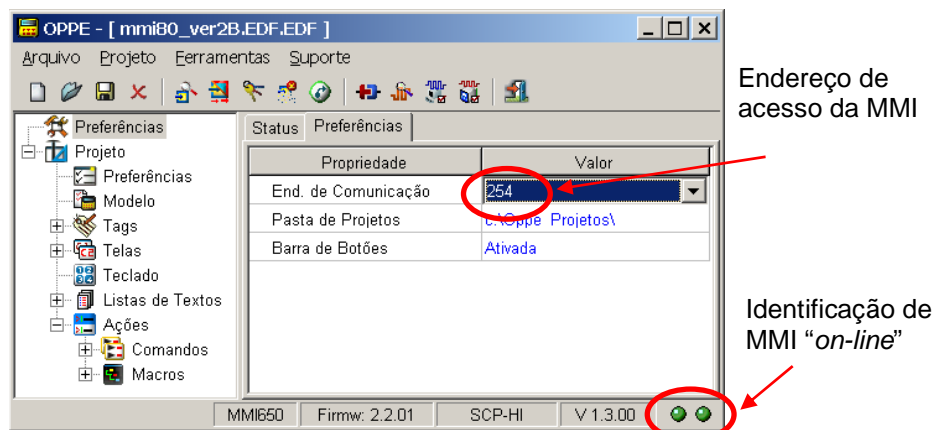 OPPE - [ mmi80_ver2B.EDF.EDF ]
Arquivo Projeto Ferramentas Suporte
Endereço de
acesso da MMI
Preferências
Projeto
Preferências
Modelo
Tags
Telas
Teclado
Listas de Textos
Ações
Comandos
Macros
Status Preferências
Propriedade Valor
End. de Comunicação 254
Pasta de Projetos c:\Oppe Projetos\
Barra de Botões Ativada
Identificação de
MMI “on-line”
MMI650 Firmw: 2.2.01 SCP-HI V 1.3.00